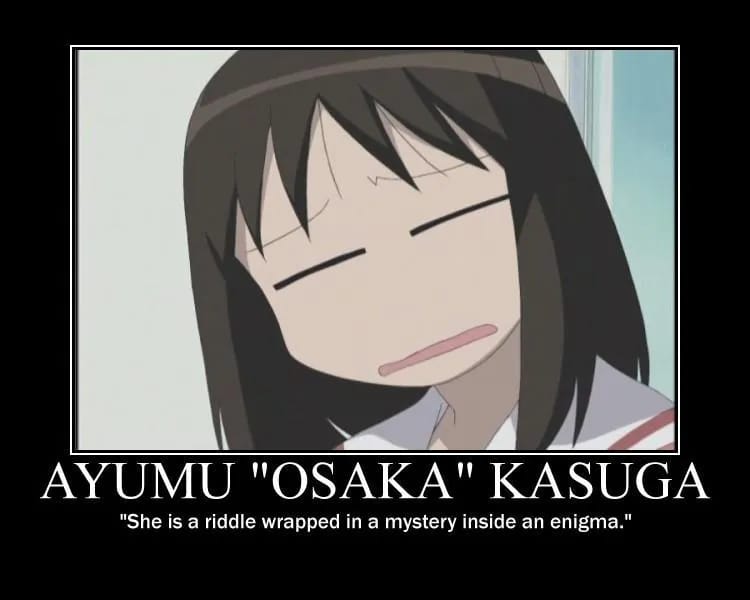 AYUMU "OSAKA" KASUGA
"She is a riddle wrapped in a mystery inside an enigma."